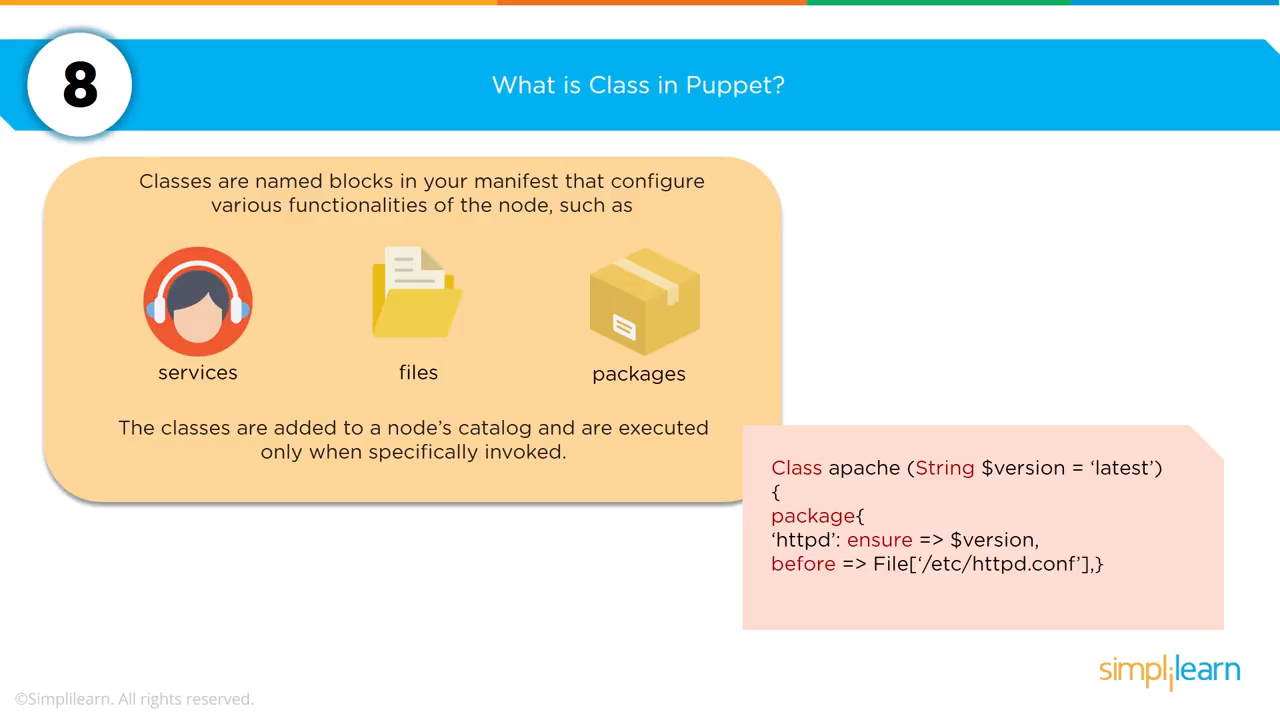 8
What is Class in Puppet?
Classes are named blocks in your manifest that configure
various functionalities of the node, such as
services
files
packages
The classes are added to a node’s catalog and are executed
only when specifically invoked.
Class apache (String $version = ‘latest’)
{
package{
‘httpd’: ensure => $version,
before => File[‘/etc/httpd.conf’],}
simplilearn
©Simplilearn. All rights reserved.